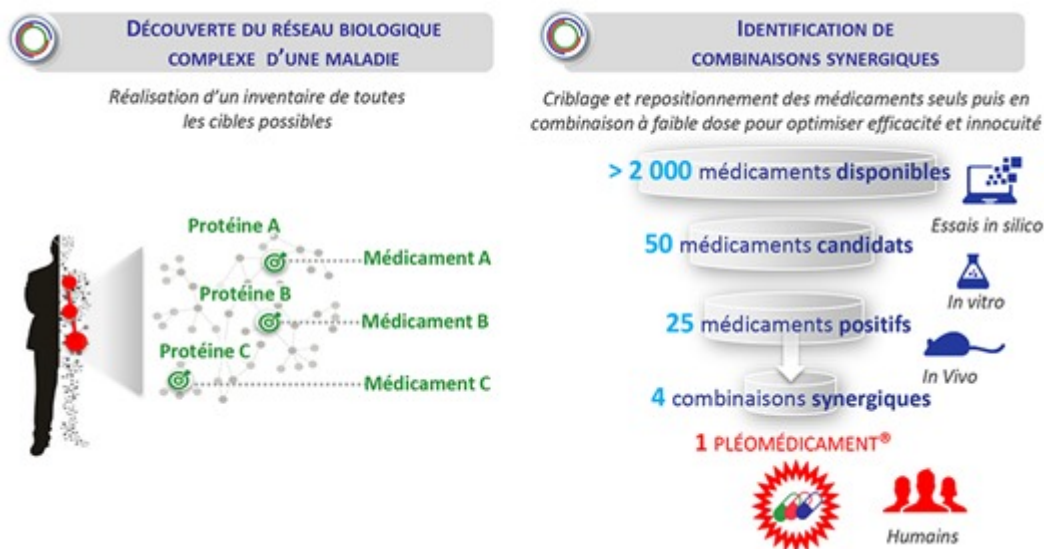 DÉCOUVERTE DU RÉSEAU BIOLOGIQUE
COMPLEXE D'UNE MALADIE
Réalisation d'un inventaire de toutes
les cibles possibles
Protéine A
Médicament A
Protéine B
Médicament B
Protéine C
Médicament C
IDENTIFICATION DE
COMBINAISONS SYNERGIQUES
Criblage et repositionnement des médicaments seuls puis en
combinaison à faible dose pour optimiser efficacité et innocuité
> 2 000 médicaments disponibles
Essais in silico
50 médicaments candidats
In vitro
25 médicaments positifs
In Vivo
4 combinaisons synergiques
1 PLÉOMÉDICAMENT®
Humains